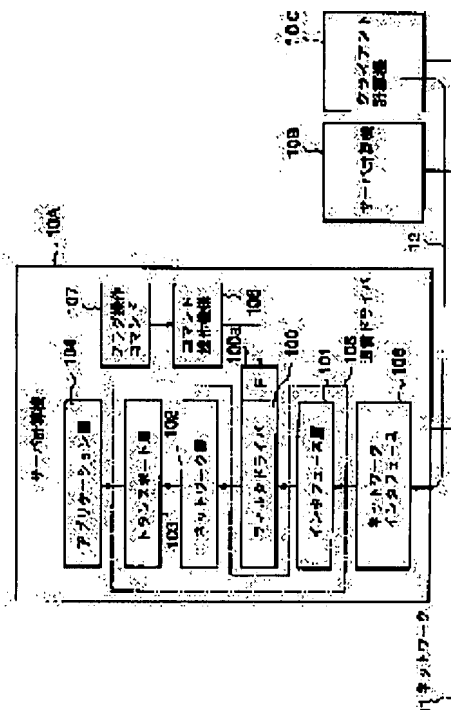 サーバ計算機
10A
104
アプリケーション層
トランスポート層
103
102
ネットワーク層
フィルタドライバ
100
100a
F
インタフェース層
101
105
通信ドライバ
ネットワーク
インタフェース
106
107
フラグ操作
コマンド
コマンド
操作機構
108
10B
サーバ計算機
10C
クライアント
計算機
12
11 ネットワーク